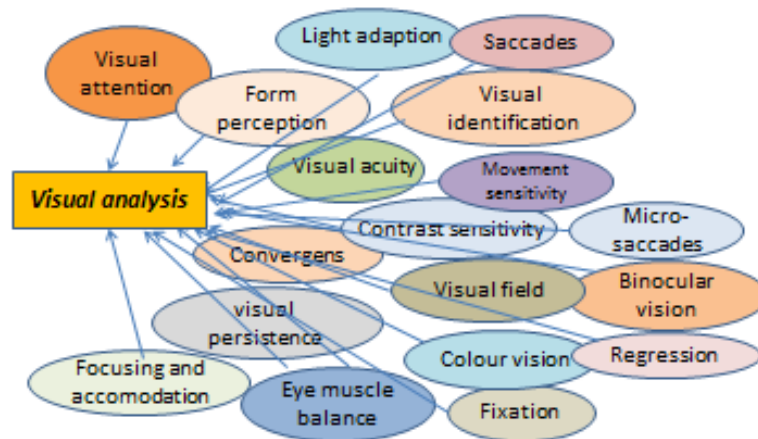 Light adaption
Saccades
Visual
attention
Form
perception
Visual
identification
Visual acuity
Movement
sensitivity
Visual analysis
Contrast sensitivity
Micro-
saccades
Convergens
Visual field
Binocular
vision
visual
persistence
Colour vision
Regression
Focusing and
accomodation
Eye muscle
balance
Fixation